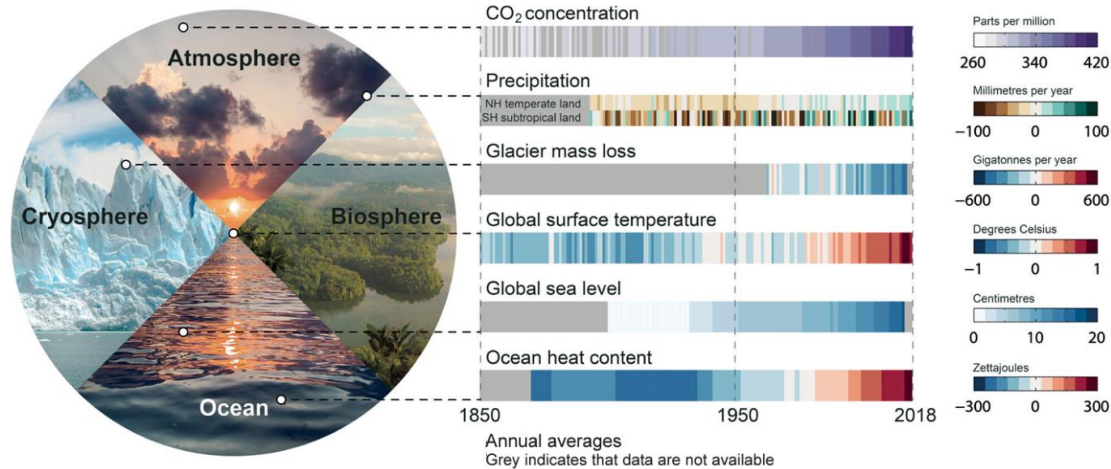 Atmosphere
Cryosphere
Biosphere
Ocean
CO₂ concentration
Precipitation
NH temperate land
SH subtropical land
Glacier mass loss
Global surface temperature
Global sea level
Ocean heat content
1850 1950 2018
Annual averages
Grey indicates that data are not available
Parts per million
260 340 420
Millimetres per year
−100 0 100
Gigatonnes per year
−600 0 600
Degrees Celsius
−1 0 1
Centimetres
0 10 20
Zettajoules
−300 0 300